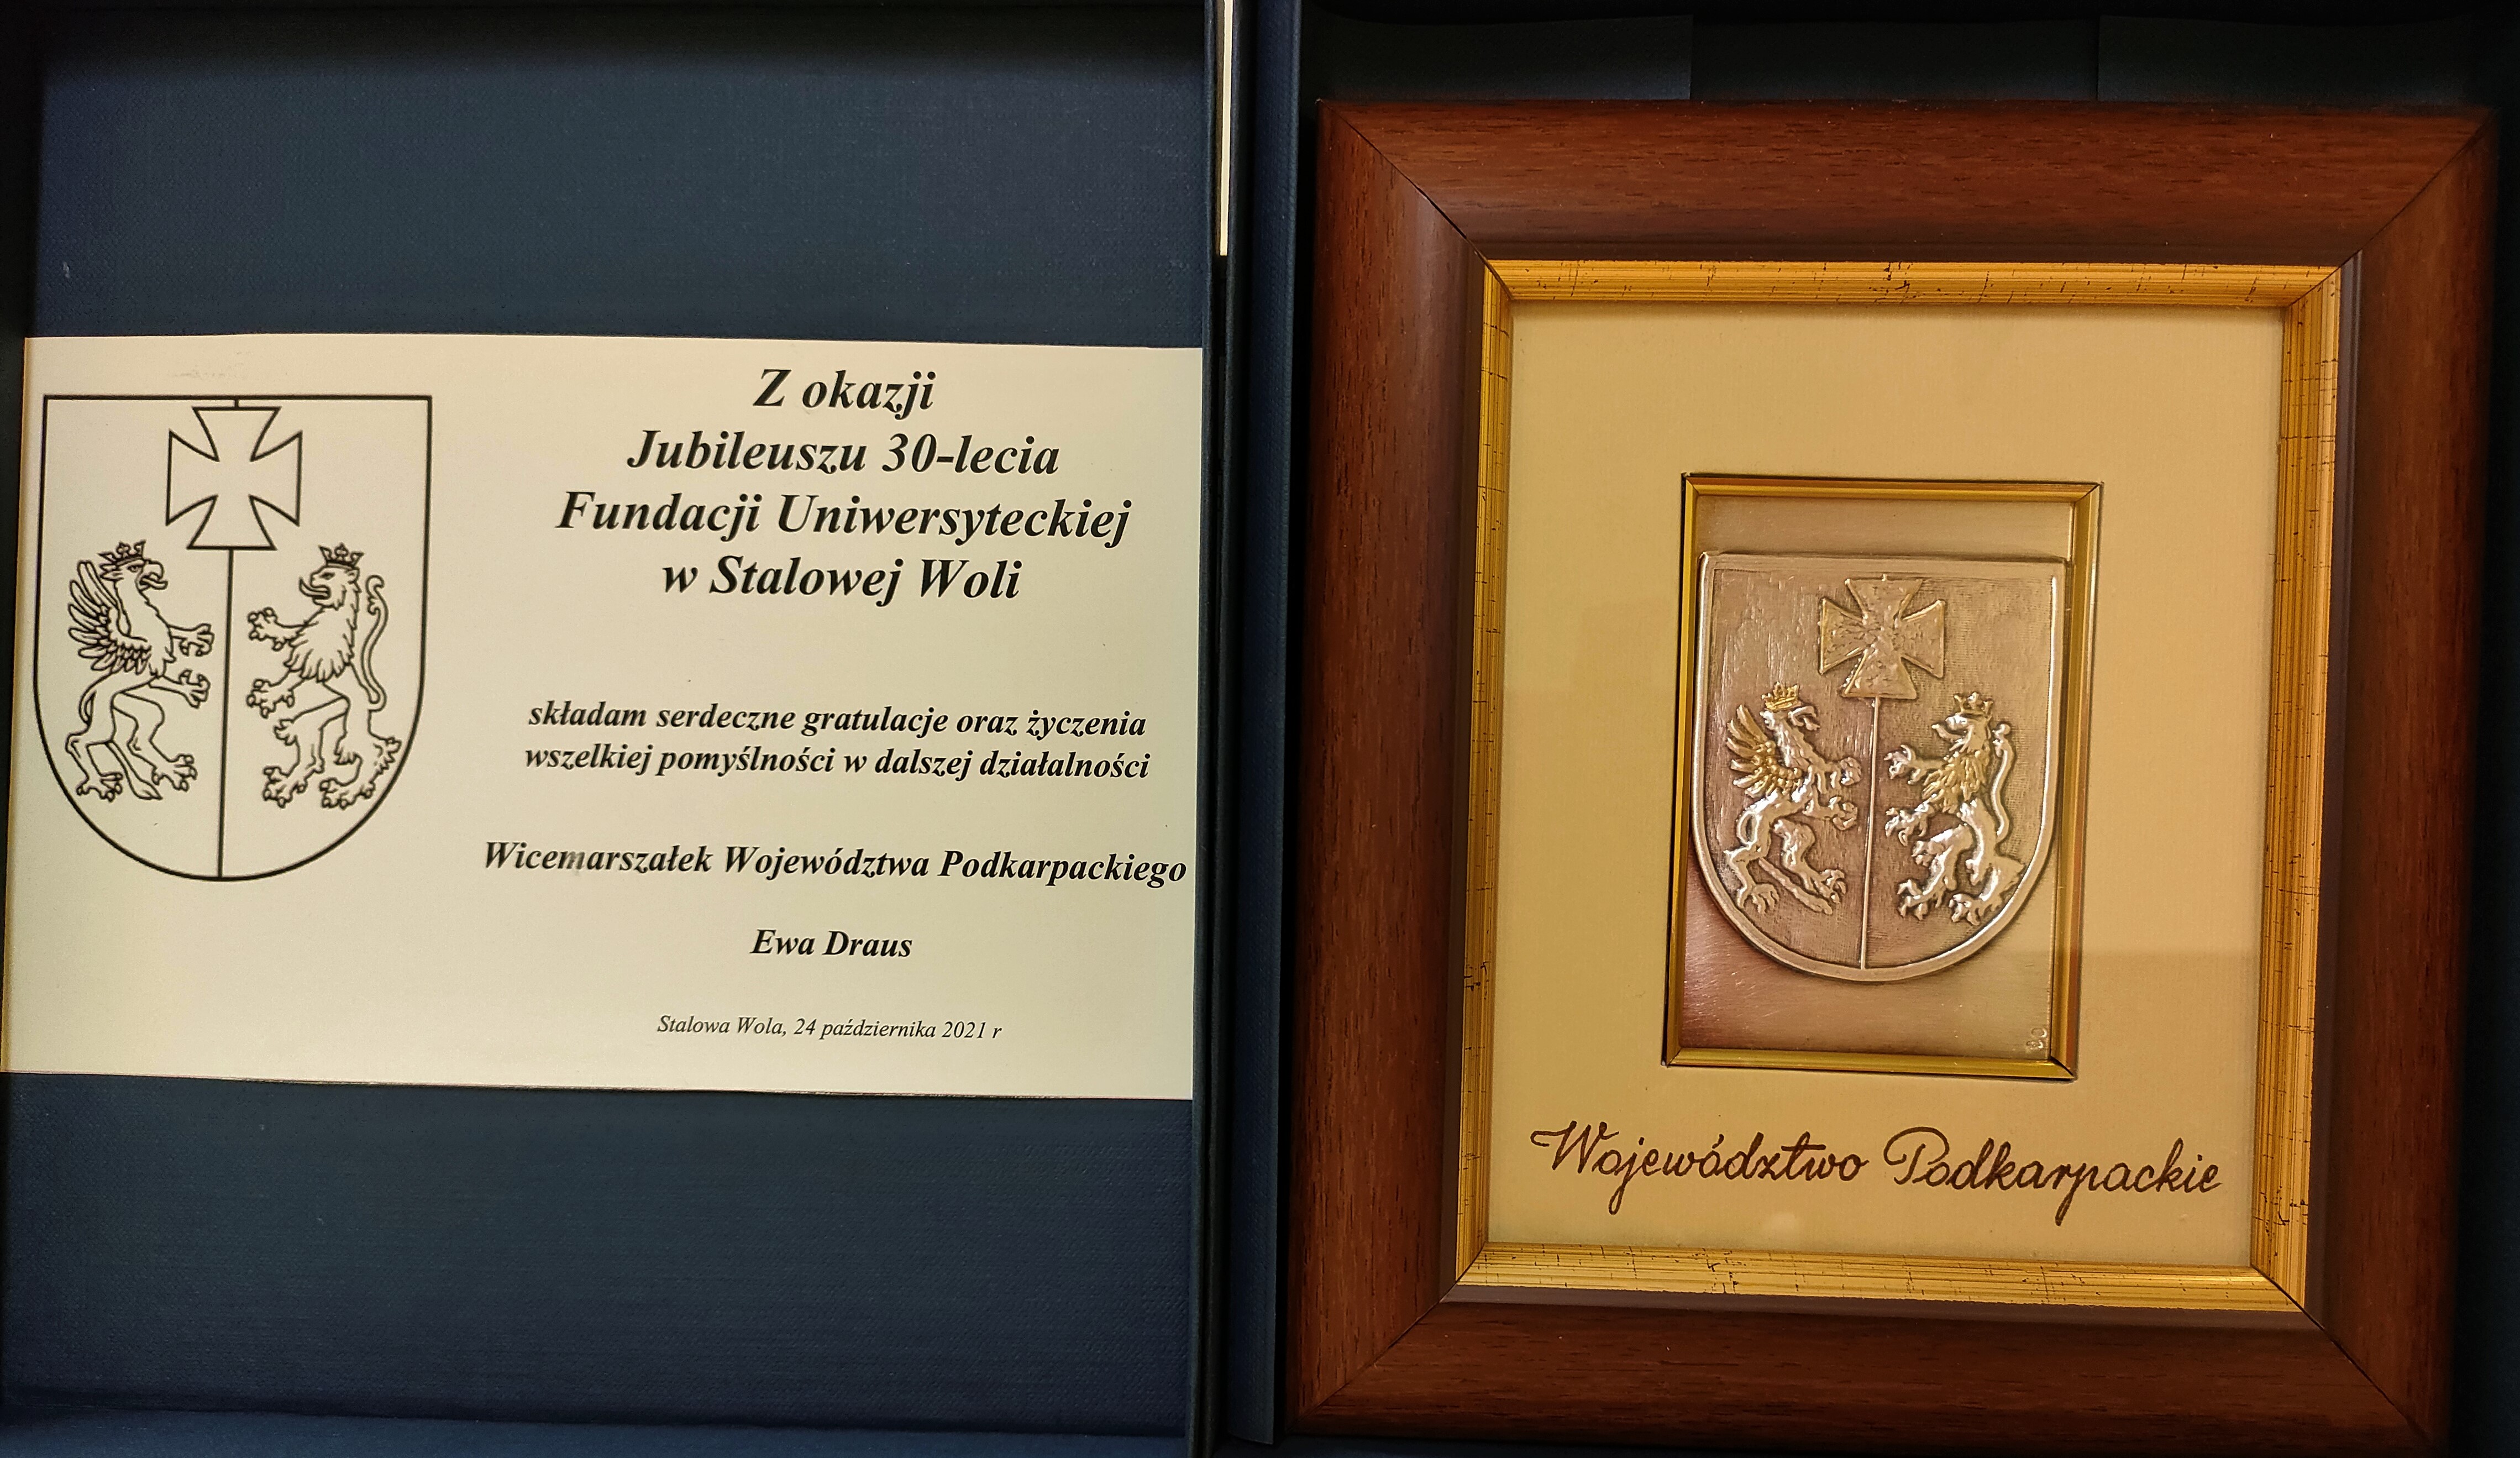 Z okazji
Jubileuszu 30-lecia
Fundacji Uniwersyteckiej
w Stalowej Woli
składam serdeczne gratulacje oraz życzenia
wszelkiej pomyślności w dalszej działalności
Wicemarszałek Województwa Podkarpackiego
Ewa Draus
Stalowa Wola, 24 października 2021 r
Województwo Podkarpackie